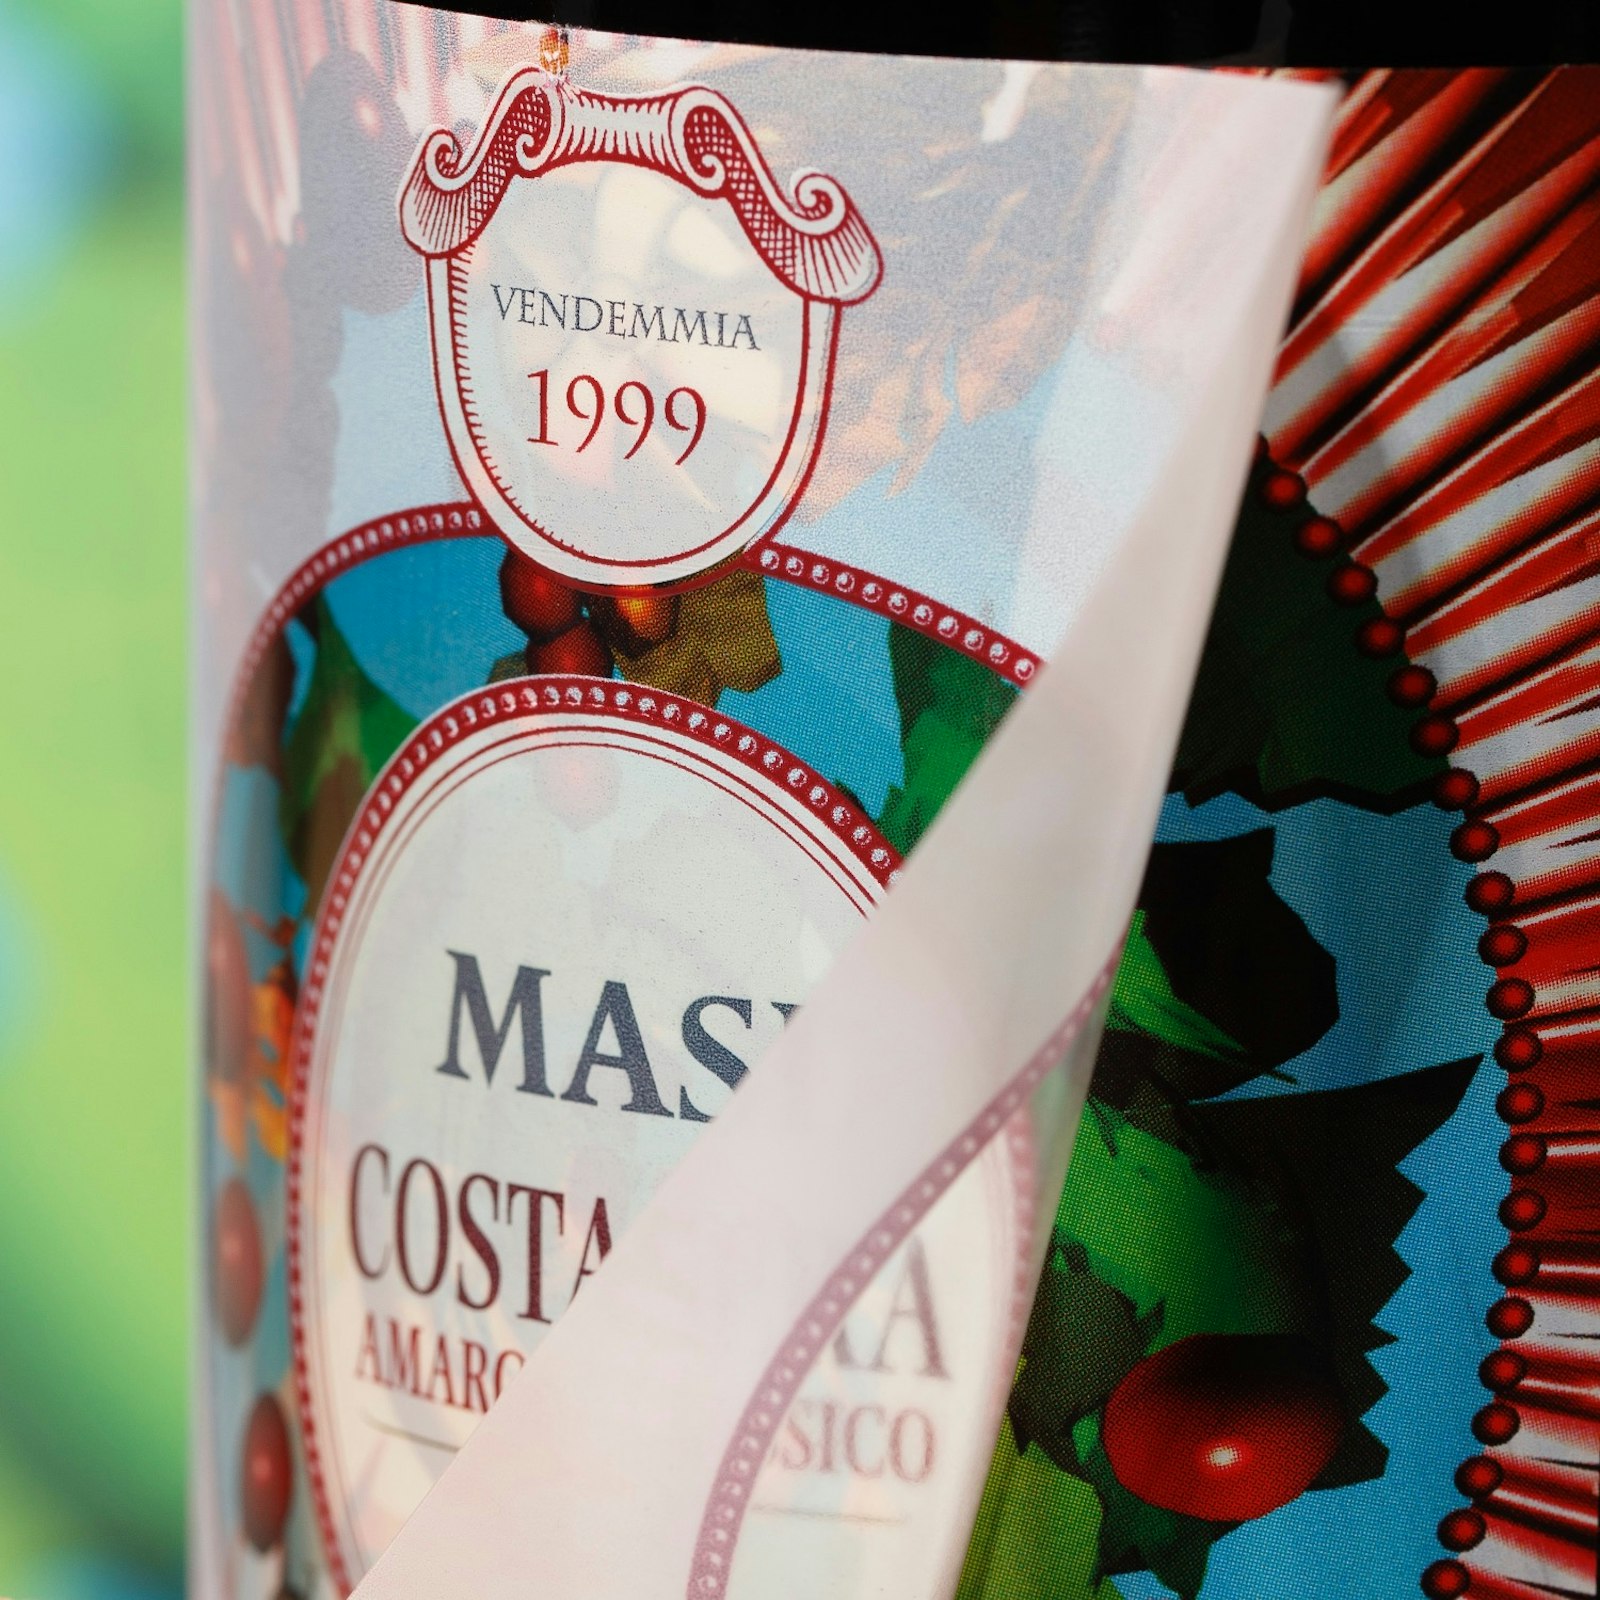 VENDEMMIA
1999
MAS
COSTA RA
AMARO SSICO